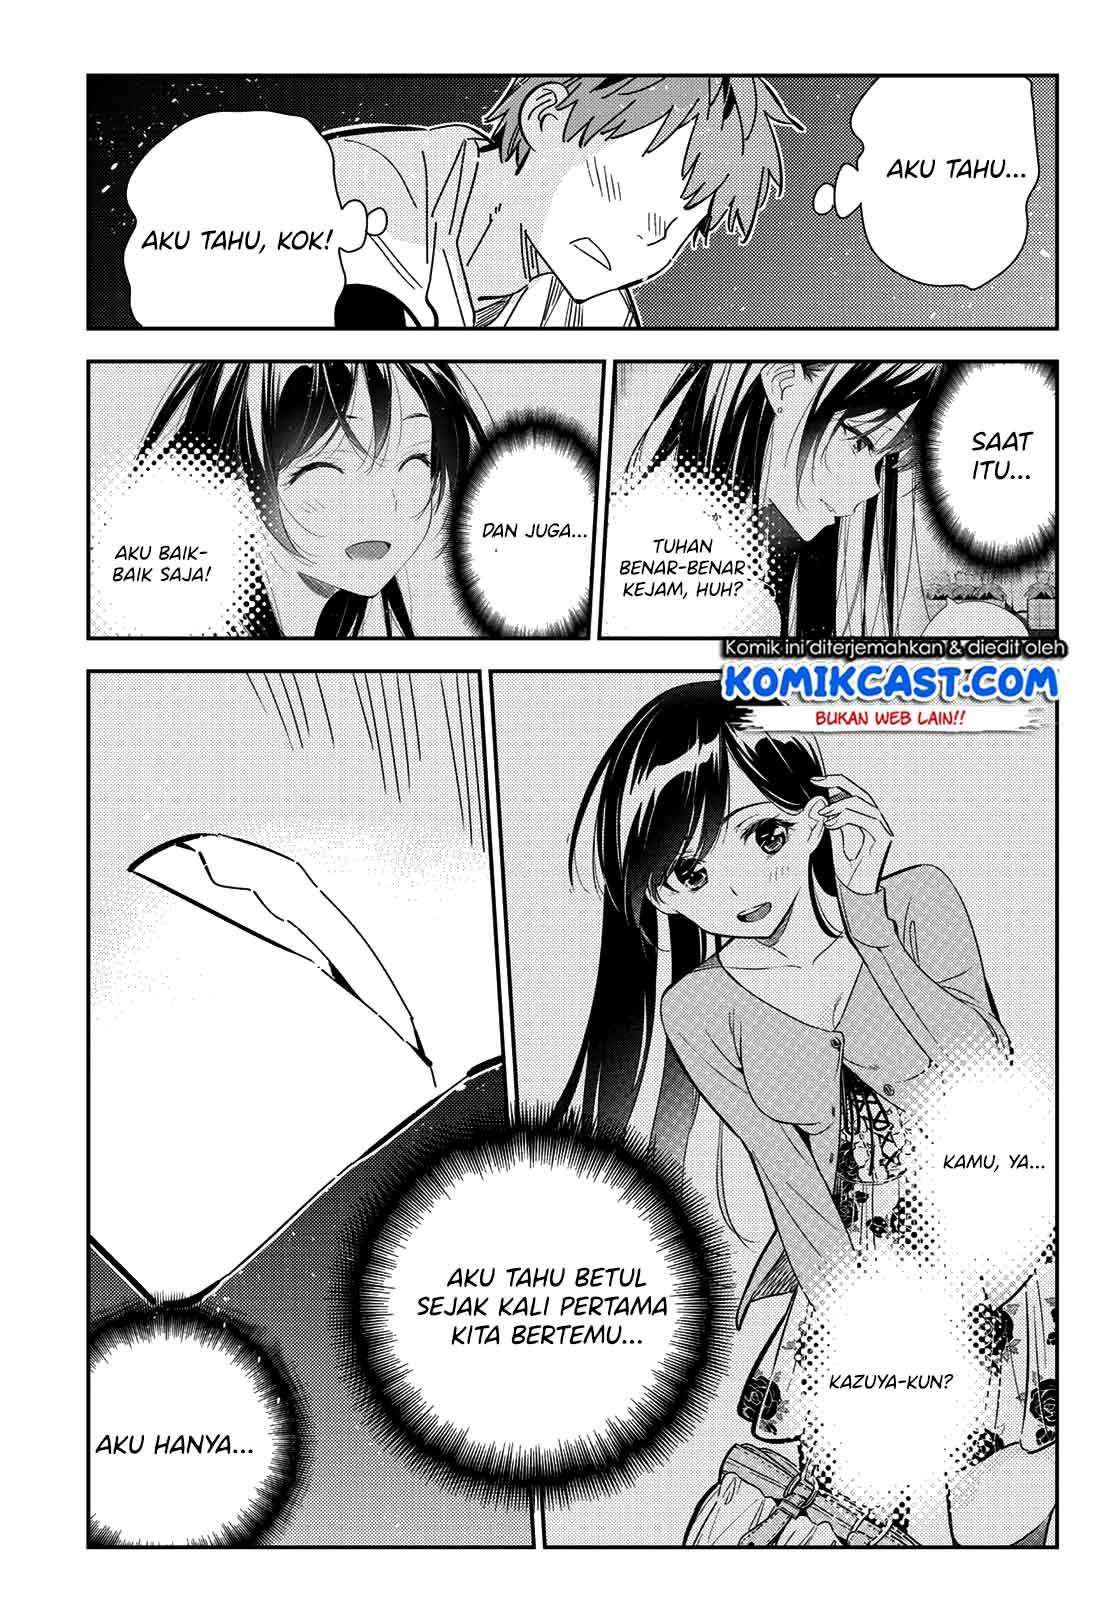 AKU TAHU...
AKU TAHU, KOK!
SAAT
ITU...
TUHAN
BENAR-BENAR
KEJAM, HUH?
DAN JUGA...
AKU BAIK-
BAIK SAJA!
Komik ini diterjemahkan & diedit oleh
KOMIKCAST.COM
BUKAN WEB LAIN!!
KAMU, YA...
KAZUYA-KUN?
AKU TAHU BETUL
SEJAK KALI PERTAMA
KITA BERTEMU...
AKU HANYA...